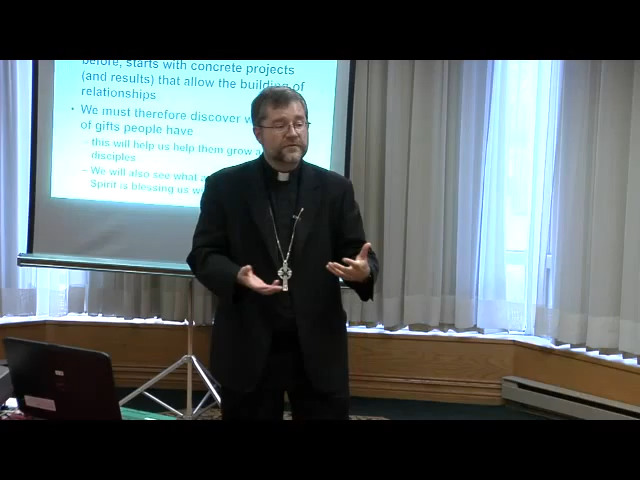 before, starts with concrete projects
(and results) that allow the building of
relationships
• We must therefore discover
of gifts people have
– this will help us help them grow
disciples
– We will also see what
Spirit is blessing us